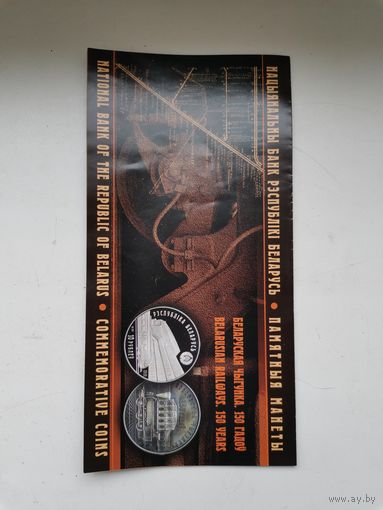 НАЦЫЯНАЛЬНЫ БАНК РЭСПУБЛІКІ БЕЛАРУСЬ • ПАМЯТНЫЯ МАНЕТЫ
БЕЛАРУСКАЯ ЧЫГУНКА. 150 ГАДОЎ
BELARUSIAN RAILWAYS. 150 YEARS
РЭСПУБЛІКА БЕЛАРУСЬ
NATIONAL BANK OF THE REPUBLIC OF BELARUS • COMMEMORATIVE COINS
www.ay.by